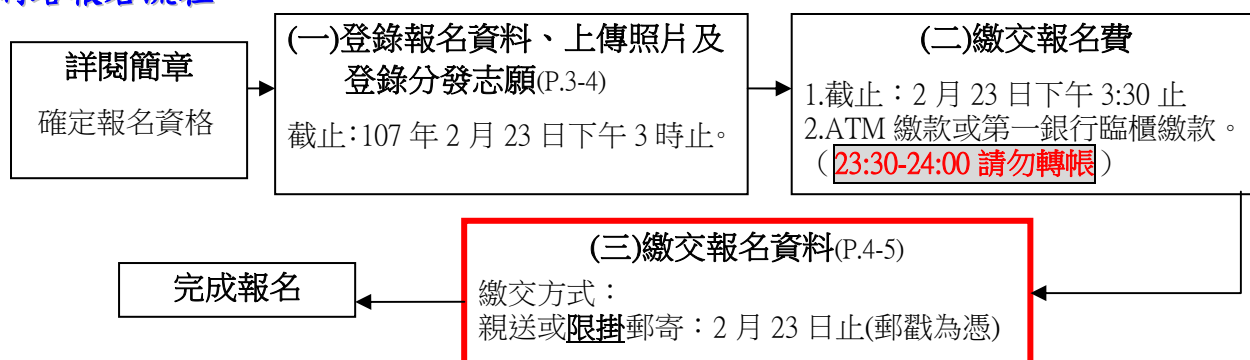 報名流程
詳閱簡章
確定報名資格
(一)登錄報名資料、上傳照片及
登錄分發志願(P.3-4)
截止:107 年 2 月 23 日下午 3 時止。
(二)繳交報名費
1.截止：2 月 23 日下午 3:30 止
2.ATM 繳款或第一銀行臨櫃繳款。
（23:30-24:00 請勿轉帳）
(三)繳交報名資料(P.4-5)
繳交方式：
親送或限掛郵寄：2 月 23 日止(郵戳為憑)
完成報名